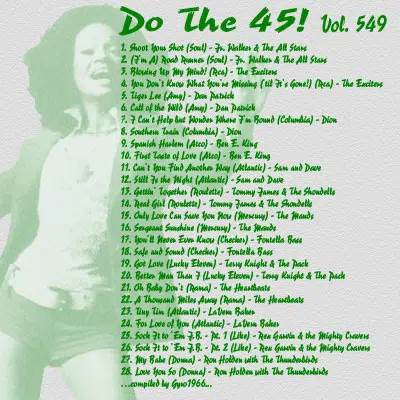 Do The 45! Vol. 549
1. Shoot Your Shot (Soul) - Jr. Walker & The All Stars
2. (I'm A) Road Runner (Soul) - Jr. Walker & The All Stars
3. Blowing Up My Mind! (Rca) - The Exciters
4. You Don't Know What You're Missing (Til It's Gone!) (Rca) - The Exciters
5. Tiger Lee (Amy) - Dan Patrick
6. Call of the Wild (Amy) - Dan Patrick
7. I Can't Help but Wonder Where I'm Bound (Columbia) - Dion
8. Southern Train (Columbia) - Dion
9. Spanish Harlem (Atco) - Ben E. King
10. First Taste of Love (Atco) - Ben E. King
11. Can't You Find Another Way (Atlantic) - Sam and Dave
12. Still Is the Night (Atlantic) - Sam and Dave
13. Gettin' Together (Roulette) - Tommy James & The Shondells
14. Real Girl (Roulette) - Tommy James & The Shondells
15. Only Love Can Save You Now (Mercury) - The Mauds
16. Sergeant Sunshine (Mercury) - The Mauds
17. You'll Never Ever Know (Checker) - Fontella Bass
18. Safe and Sound (Checker) - Fontella Bass
19. Got Love (Lucky Eleven) - Terry Knight & The Pack
20. Better Man Than I (Lucky Eleven) - Terry Knight & The Pack
21. Oh Baby Don't (Rama) - The Heartbeats
22. A Thousand Miles Away (Rama) - The Heartbeats
23. Tiny Tim (Atlantic) - LaVern Baker
24. For Love of You (Atlantic) - LaVern Baker
25. Sock It to 'Em J.B. - Pt. 1 (Like) - Rex Garvin & the Mighty Cravers
26. Sock It to 'Em J.B. - Pt. 2 (Like) - Rex Garvin & the Mighty Cravers
27. My Babe (Donna) - Ron Holden with The Thunderbirds
28. Love You So (Donna) - Ron Holden with The Thunderbirds
...compiled by Gyro1966...